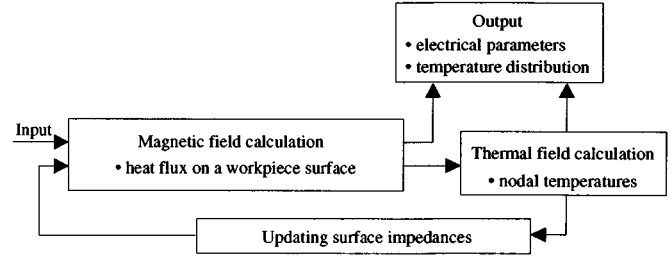 Output
• electrical parameters
• temperature distribution
Input
Magnetic field calculation
• heat flux on a workpiece surface
Thermal field calculation
• nodal temperatures
Updating surface impedances